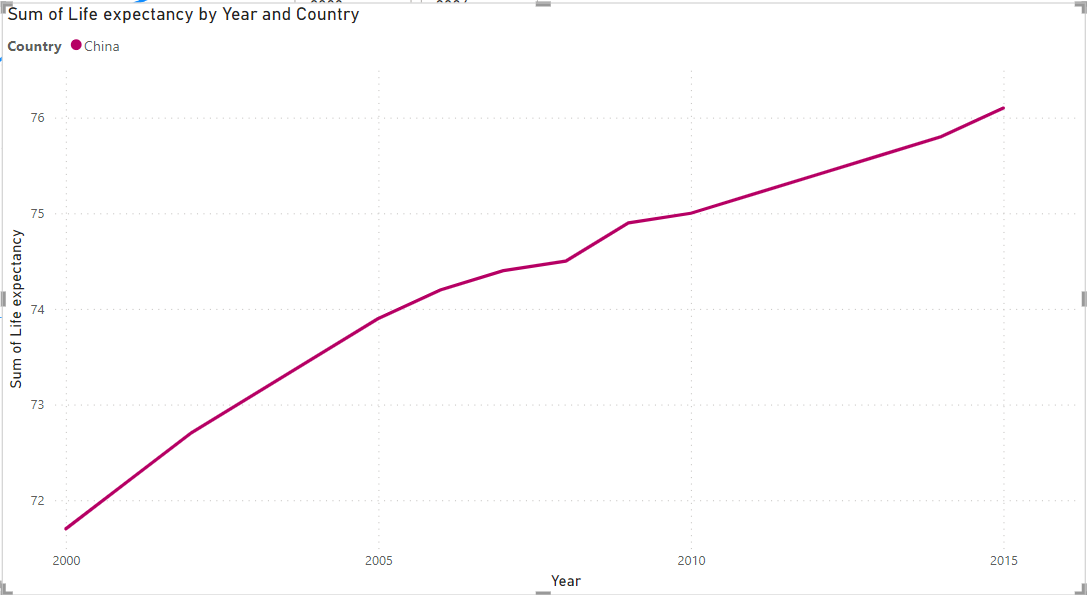 Sum of Life expectancy by Year and Country
Country China
76
75
74
73
72
Sum of Life expectancy
2000 2005 2010 2015
Year